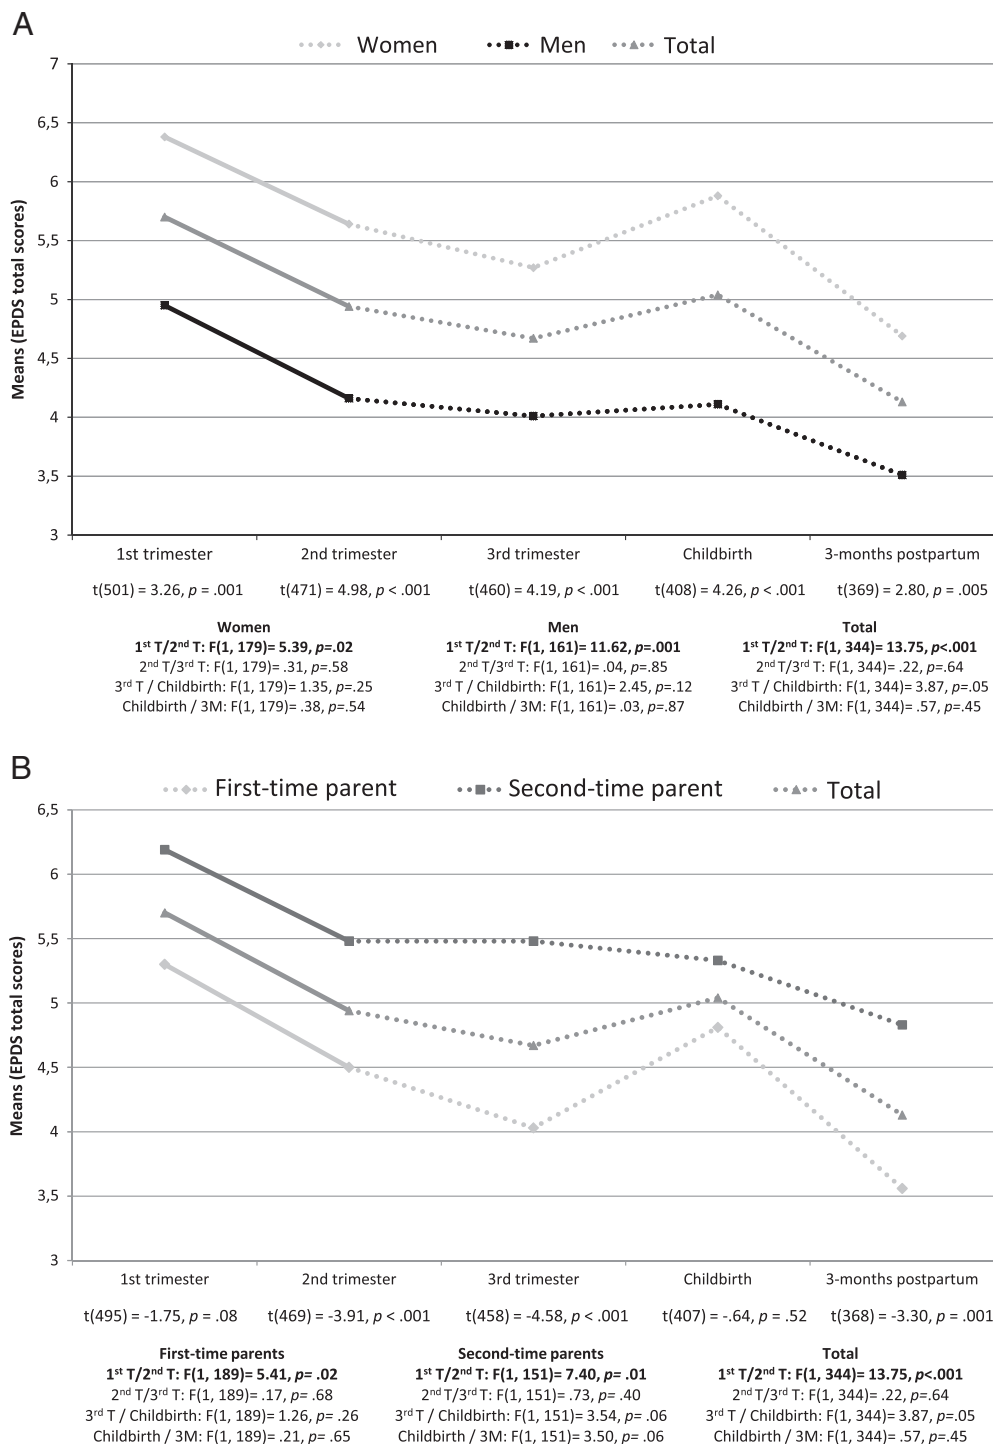 A
Women Men Total
Means (EPDS total scores)
7
6,5
6
5,5
5
4,5
4
3,5
3
1st trimester 2nd trimester 3rd trimester Childbirth 3-months postpartum
t(501) = 3.26, p = .001 t(471) = 4.98, p < .001 t(460) = 4.19, p < .001 t(408) = 4.26, p < .001 t(369) = 2.80, p = .005
Women Men Total
1st T/2nd T: F(1, 179)= 5.39, p=.02 1st T/2nd T: F(1, 161)= 11.62, p=.001 1st T/2nd T: F(1, 344)= 13.75, p<.001
2nd T/3rd T: F(1, 179)= .31, p=.58 2nd T/3rd T: F(1, 161)= .04, p=.85 2nd T/3rd T: F(1, 344)= .22, p=.64
3rd T / Childbirth: F(1, 179)= 1.35, p=.25 3rd T / Childbirth: F(1, 161)= 2.45, p=.12 3rd T / Childbirth: F(1, 344)= 3.87, p=.05
Childbirth / 3M: F(1, 179)= .38, p=.54 Childbirth / 3M: F(1, 161)= .03, p=.87 Childbirth / 3M: F(1, 344)= .57, p=.45
B
First-time parent Second-time parent Total
Means (EPDS total scores)
6,5
6
5,5
5
4,5
4
3,5
3
1st trimester 2nd trimester 3rd trimester Childbirth 3-months postpartum
t(495) = -1.75, p = .08 t(469) = -3.91, p < .001 t(458) = -4.58, p < .001 t(407) = -.64, p = .52 t(368) = -3.30, p = .001
First-time parents Second-time parents Total
1st T/2nd T: F(1, 189)= 5.41, p= .02 1st T/2nd T: F(1, 151)= 7.40, p= .01 1st T/2nd T: F(1, 344)= 13.75, p<.001
2nd T/3rd T: F(1, 189)= .17, p= .68 2nd T/3rd T: F(1, 151)= .73, p= .40 2nd T/3rd T: F(1, 344)= .22, p=.64
3rd T / Childbirth: F(1, 189)= 1.26, p= .26 3rd T / Childbirth: F(1, 151)= 3.54, p= .06 3rd T / Childbirth: F(1, 344)= 3.87, p=.05
Childbirth / 3M: F(1, 189)= .21, p= .65 Childbirth / 3M: F(1, 151)= 3.50, p= .06 Childbirth / 3M: F(1, 344)= .57, p=.45